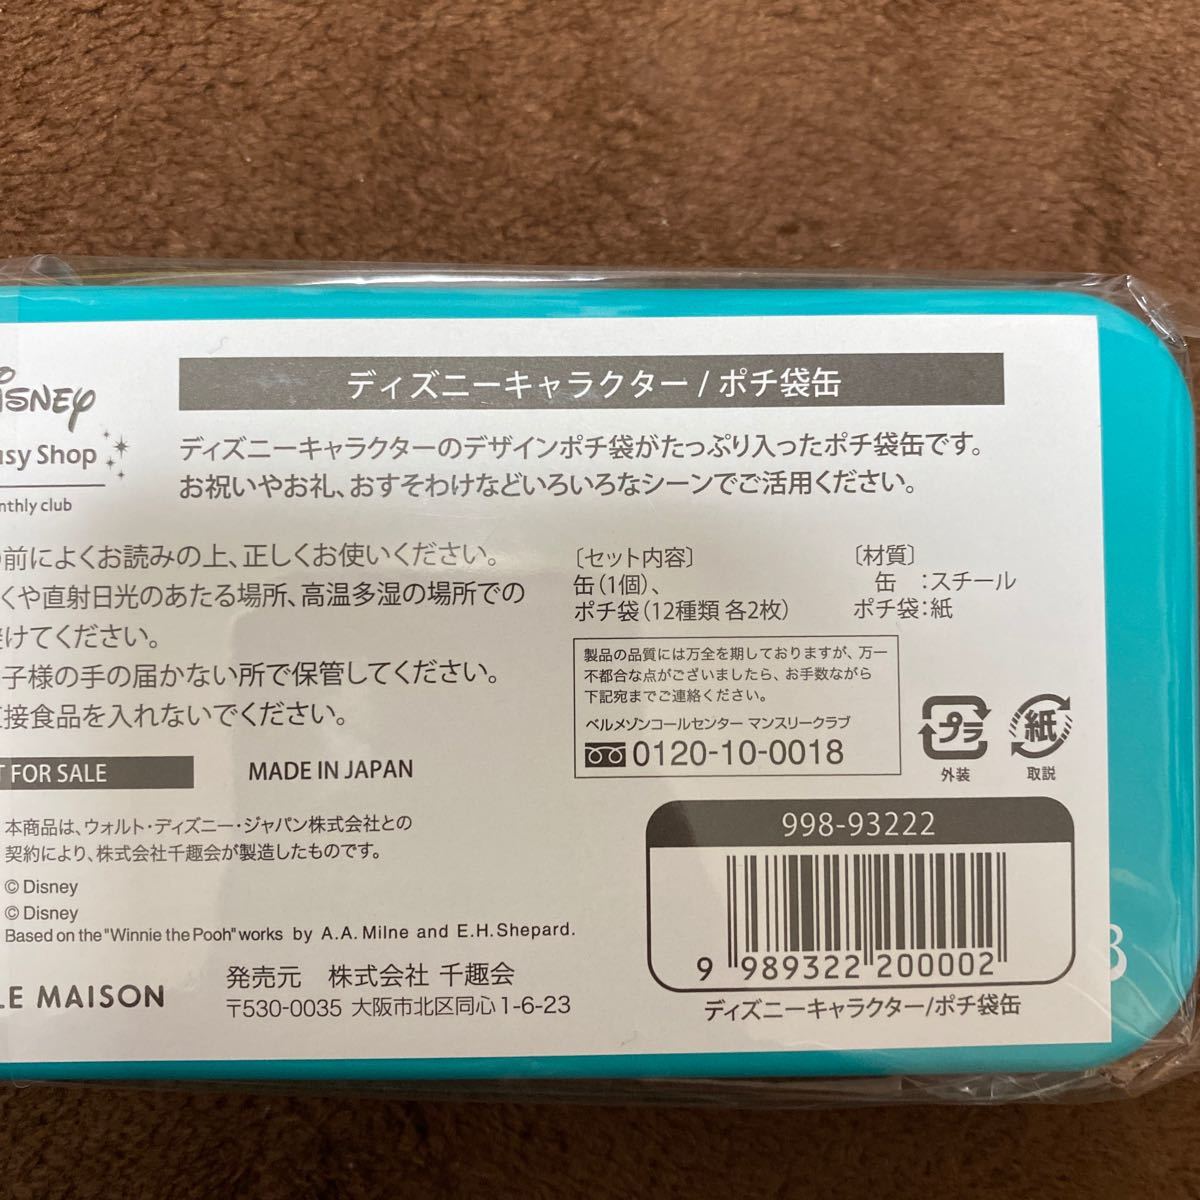 ディズニーキャラクター / ポチ袋缶
ディズニーキャラクターのデザインポチ袋がたっぷり入ったポチ袋缶です。
お祝いやお礼、おすそわけなどいろいろなシーンでご活用ください。
Disney
Shop
club
前によくお読みの上、正しくお使いください。
くや直射日光のあたる場所、高温多湿の場所での
けてください。
子様の手の届かない所で保管してください。
接食品を入れないでください。
FOR SALE
MADE IN JAPAN
本商品は、ウォルト・ディズニー・ジャパン株式会社との
契約により、株式会社千趣会が製造したものです。
© Disney
© Disney
Based on the "Winnie the Pooh" works by A.A. Milne and E.H. Shepard.
LE MAISON
発売元 株式会社 千趣会
〒530-0035 大阪市北区同心1-6-23
〔セット内容〕
缶(1個)、
ポチ袋(12種類 各2枚)
〔材質〕
缶 :スチール
ポチ袋:紙
製品の品質には万全を期しておりますが、万一
不都合な点がございましたら、お手数ながら
下記宛までご連絡ください。
ベルメゾンコールセンター マンスリークラブ
0120-10-0018
プラ
外装
紙
取説
998-93222
9 989322 200002
ディズニーキャラクター/ポチ袋缶